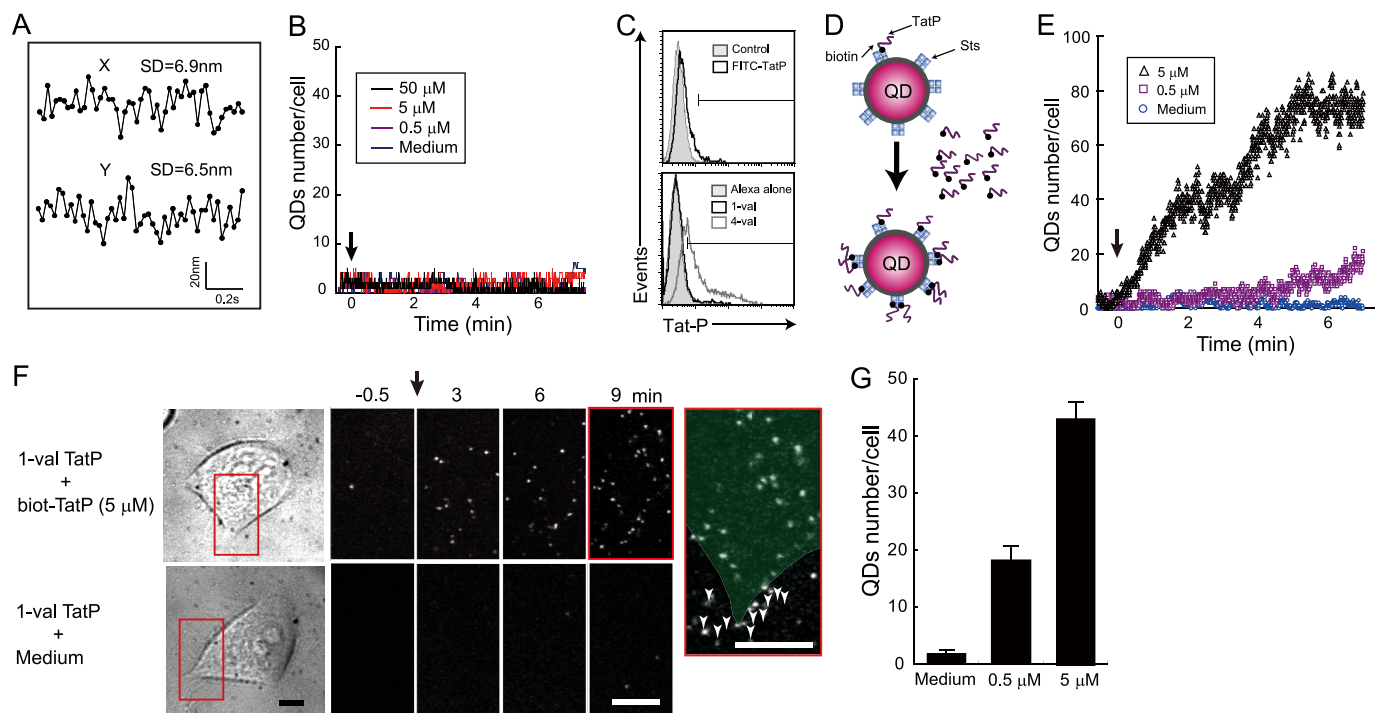 A
X
SD=6.9nm
Y
SD=6.5nm
20nm
0,2s
B
QDs number/cell
50
40
30
20
10
0
50 μM
5 μM
0.5 μM
Medium
0
2
4
6
Time (min)
C
Events
Control
FITC-TatP
Alexa alone
1-val
4-val
Tat-P
D
TatP
biotin
Sts
QD
QD
E
QDs number/cell
100
80
60
40
20
0
5 μM
0.5 μM
Medium
0
2
4
6
Time (min)
F
-0.5
3
6
9 min
1-val TatP
+
biot-TatP (5 μM)
1-val TatP
+
Medium
G
QDs number/cell
50
40
30
20
10
0
Medium
0.5 μM
5 μM